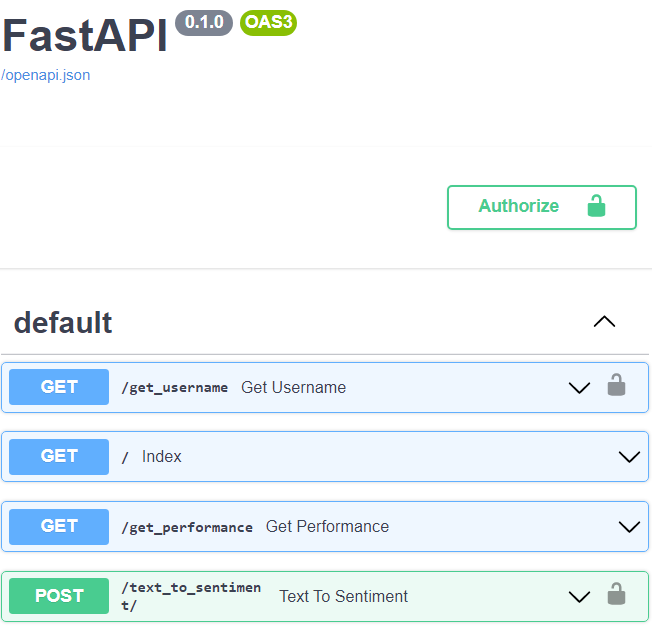 FastAPI 0.1.0 OAS3
/openapi.json
Authorize
default
GET /get_username Get Username
GET / Index
GET /get_performance Get Performance
POST /text_to_sentimen
t/ Text To Sentiment